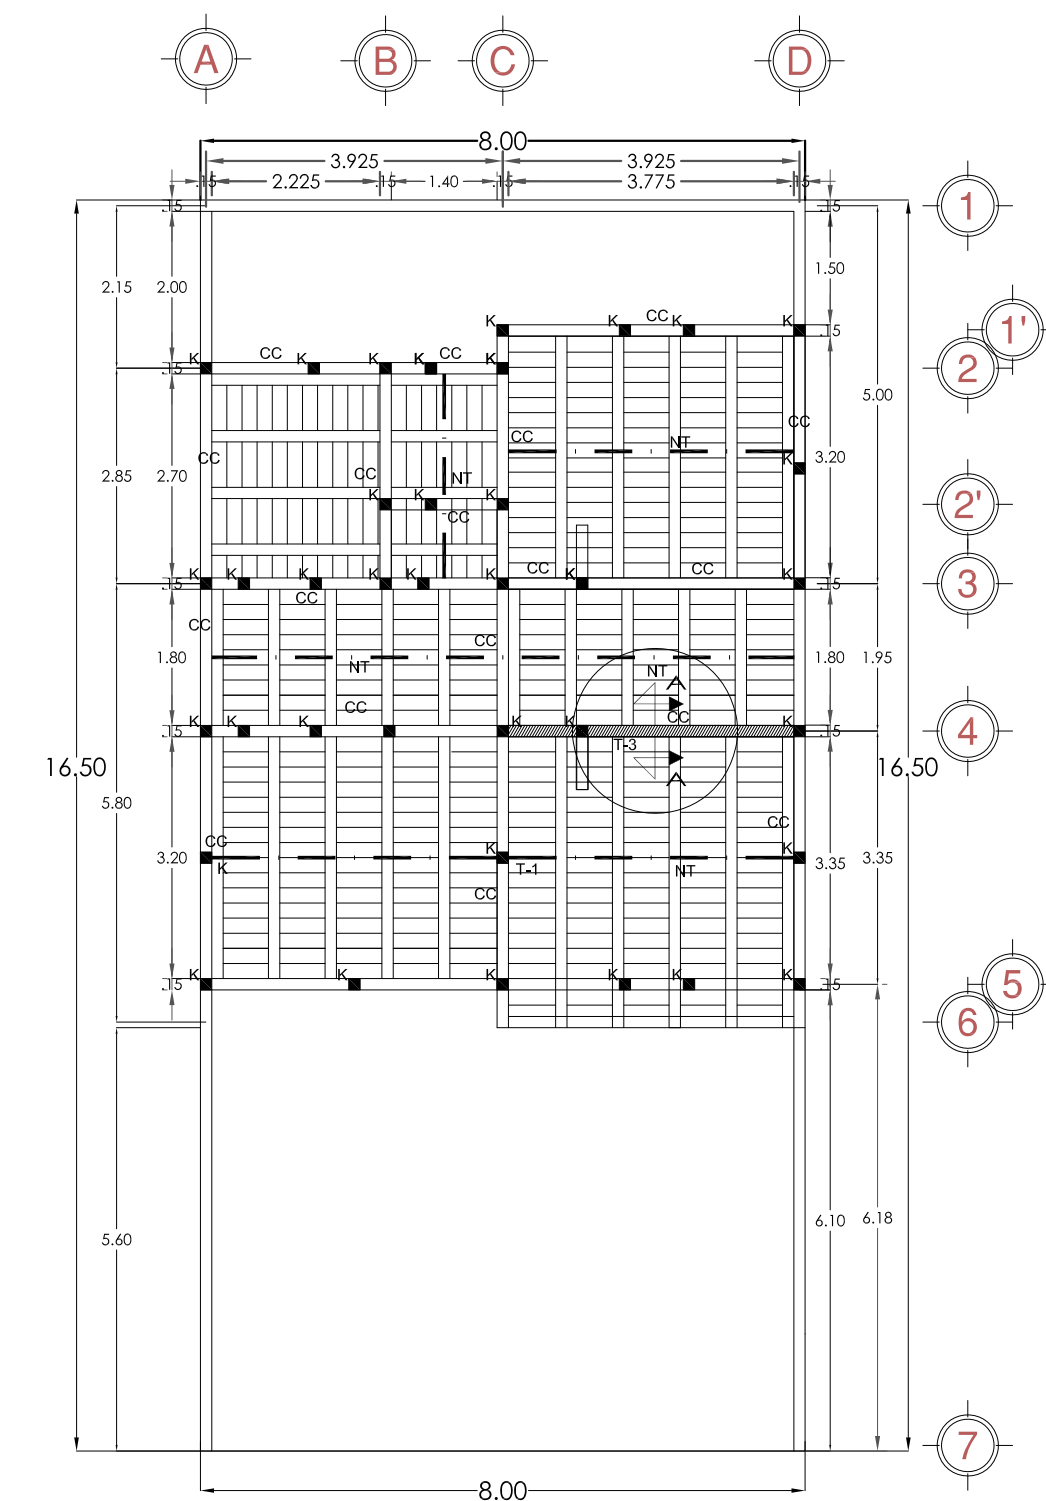 A B C D
8.00
3.925 3.925
.15 2.225 .15 1.40 .15 3.775 .15
.15 .15 1
2.15 2.00 1.50
K CC K K K .15 1'
K CC K K K CC K .15 2
5.00
CC
CC NT
CC CC 3.20
2.85 2.70 CC NT K
K K K 2'
CC
CC CC
K K K K K K K K .15 .15 3
CC
CC CC
1.80 NT NT 1.80 1.95
A
CC CC
K K K K K K .15 .15 4
T-3
16.50 16.50
A
5.80 CC
CC K K
3.20 K T-1 NT 3.35 3.35
CC
K K K K K K .15 .15 5
6
5.60 6.10 6.18
7
8.00